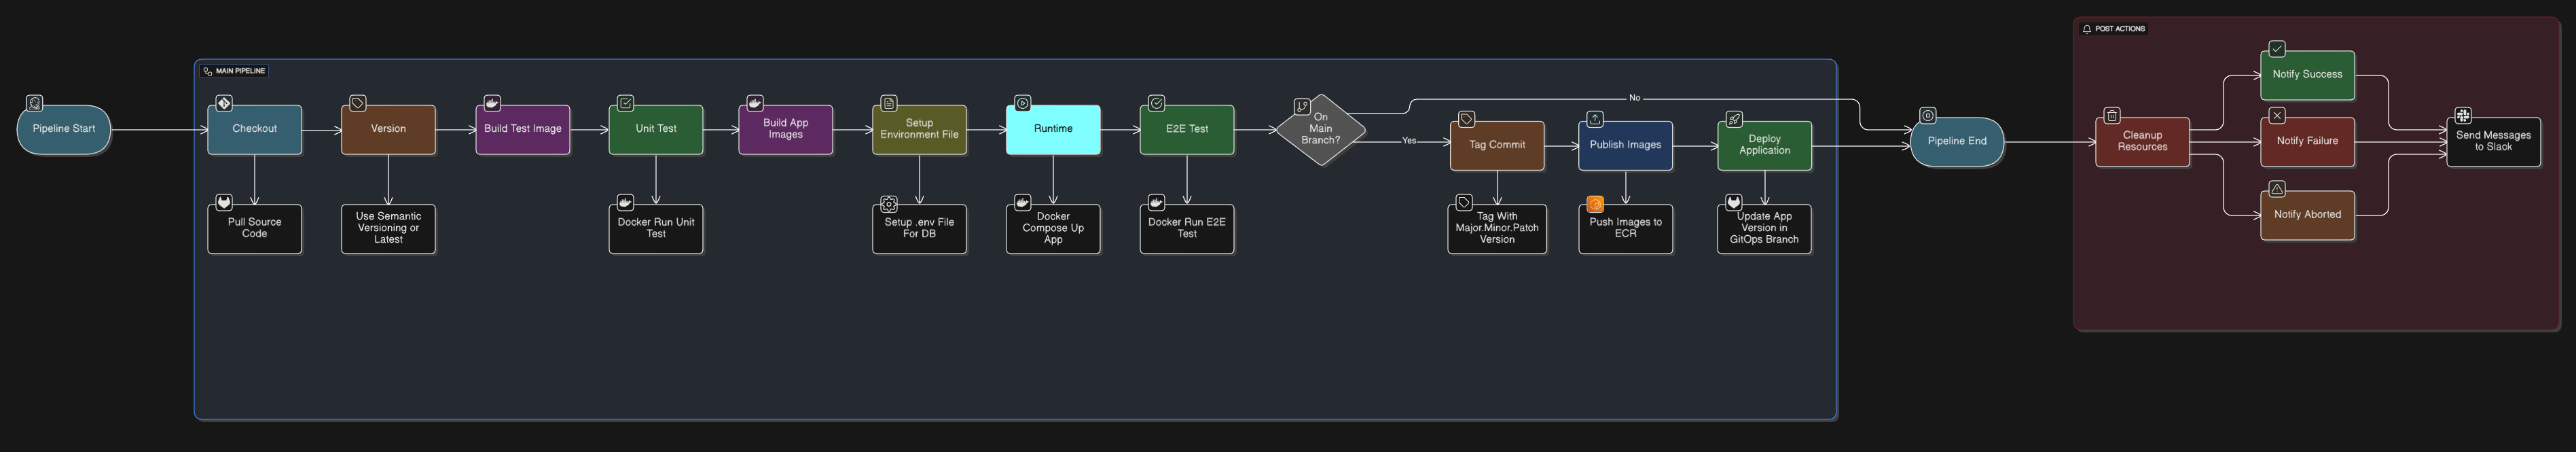 POST ACTIONS
MAIN PIPELINE
Pipeline Start
Checkout
Version
Build Test Image
Unit Test
Build App
Images
Setup
Environment File
Runtime
E2E Test
On
Main
Branch?
No
Yes
Tag Commit
Publish Images
Deploy
Application
Pipeline End
Cleanup
Resources
Notify Success
Notify Failure
Notify Aborted
Send Messages
to Slack
Pull Source
Code
Use Semantic
Versioning or
Latest
Docker Run Unit
Test
Setup .env File
For DB
Docker
Compose Up
App
Docker Run E2E
Test
Tag With
Major.Minor.Patch
Version
Push Images to
ECR
Update App
Version in
GitOps Branch